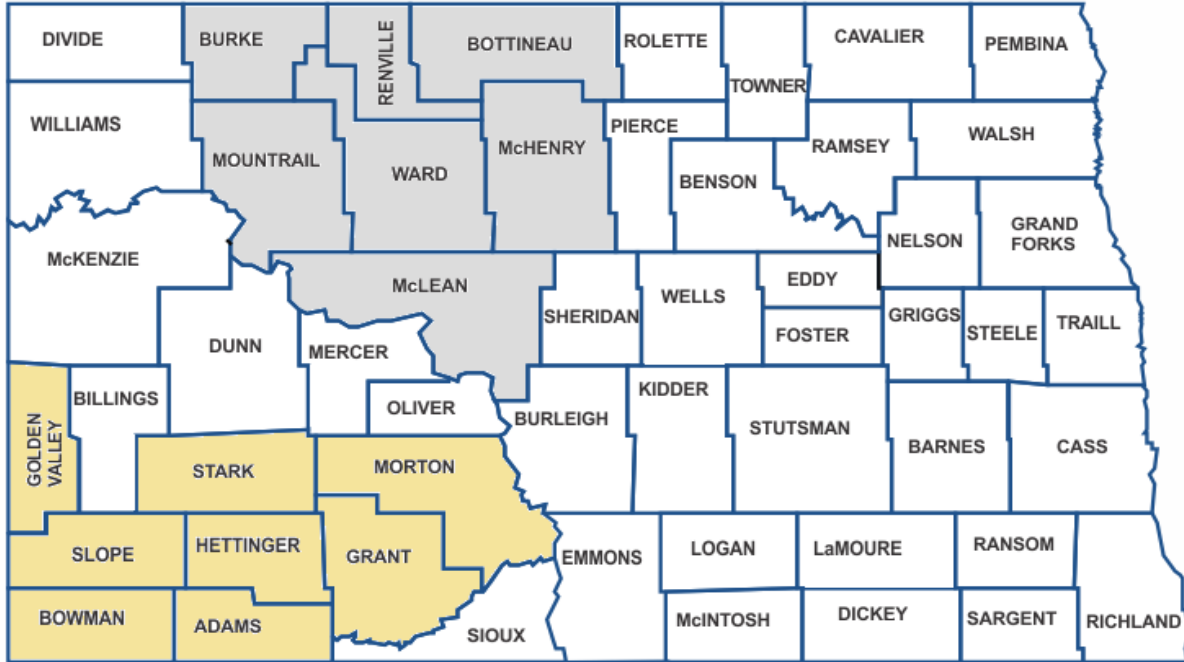 DIVIDE
BURKE
RENVILLE
BOTTINEAU
ROLETTE
TOWNER
CAVALIER
PEMBINA
WILLIAMS
MOUNTRAIL
WARD
McHENRY
PIERCE
BENSON
RAMSEY
WALSH
McKENZIE
McLEAN
SHERIDAN
WELLS
EDDY
FOSTER
NELSON
GRAND
FORKS
GRIGGS
STEELE
TRAILL
DUNN
MERCER
OLIVER
GOLDEN
VALLEY
BILLINGS
STARK
MORTON
BURLEIGH
KIDDER
STUTSMAN
BARNES
CASS
SLOPE
HETTINGER
GRANT
EMMONS
LOGAN
LaMOURE
RANSOM
BOWMAN
ADAMS
SIOUX
McINTOSH
DICKEY
SARGENT
RICHLAND